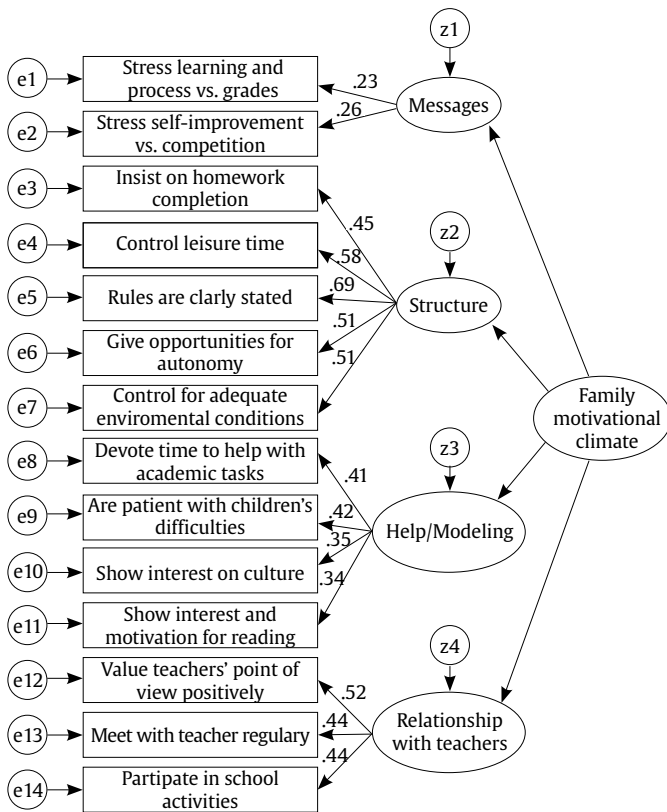 z1
e1
Stress learning and
process vs. grades
.23
Messages
e2
Stress self-improvement
vs. competition
.26
e3
Insist on homework
completion
.45
z2
e4
Control leisure time
.58
e5
Rules are clarly stated
.69
Structure
e6
Give opportunities for
autonomy
.51
e7
Control for adequate
enviromental conditions
.51
Family
motivational
climate
e8
Devote time to help with
academic tasks
.41
z3
e9
Are patient with children’s
difficulties
.42
Help/Modeling
e10
Show interest on culture
.35
e11
Show interest and
motivation for reading
.34
z4
e12
Value teachers’ point of
view positively
.52
e13
Meet with teacher regulary
.44
Relationship
with teachers
e14
Partipate in school
activities
.44